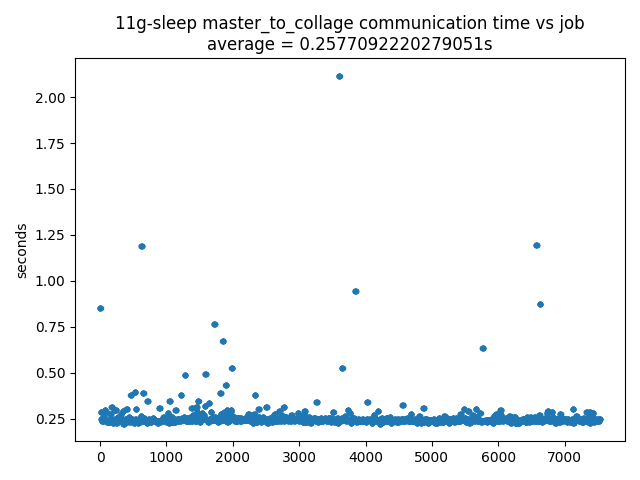 11g-sleep master_to_collage communication time vs job
average = 0.2577092220279051s
2.00
1.75
1.50
1.25
1.00
0.75
0.50
0.25
seconds
0 1000 2000 3000 4000 5000 6000 7000